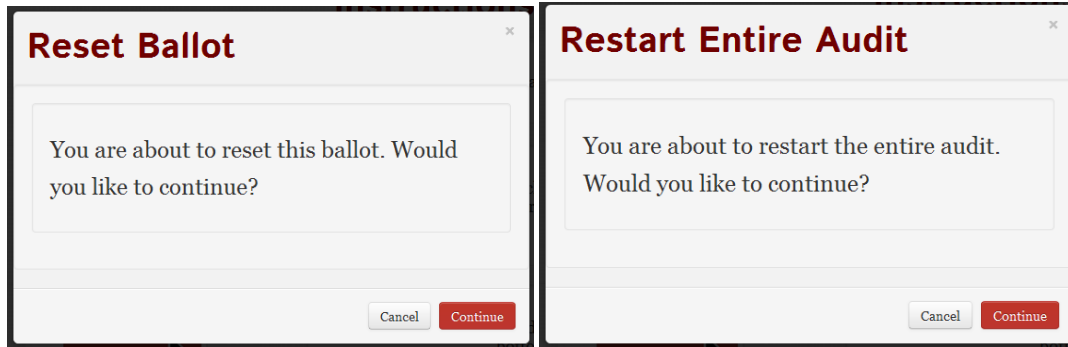 Reset Ballot
×
You are about to reset this ballot. Would
you like to continue?
Cancel
Continue
Restart Entire Audit
×
You are about to restart the entire audit.
Would you like to continue?
Cancel
Continue